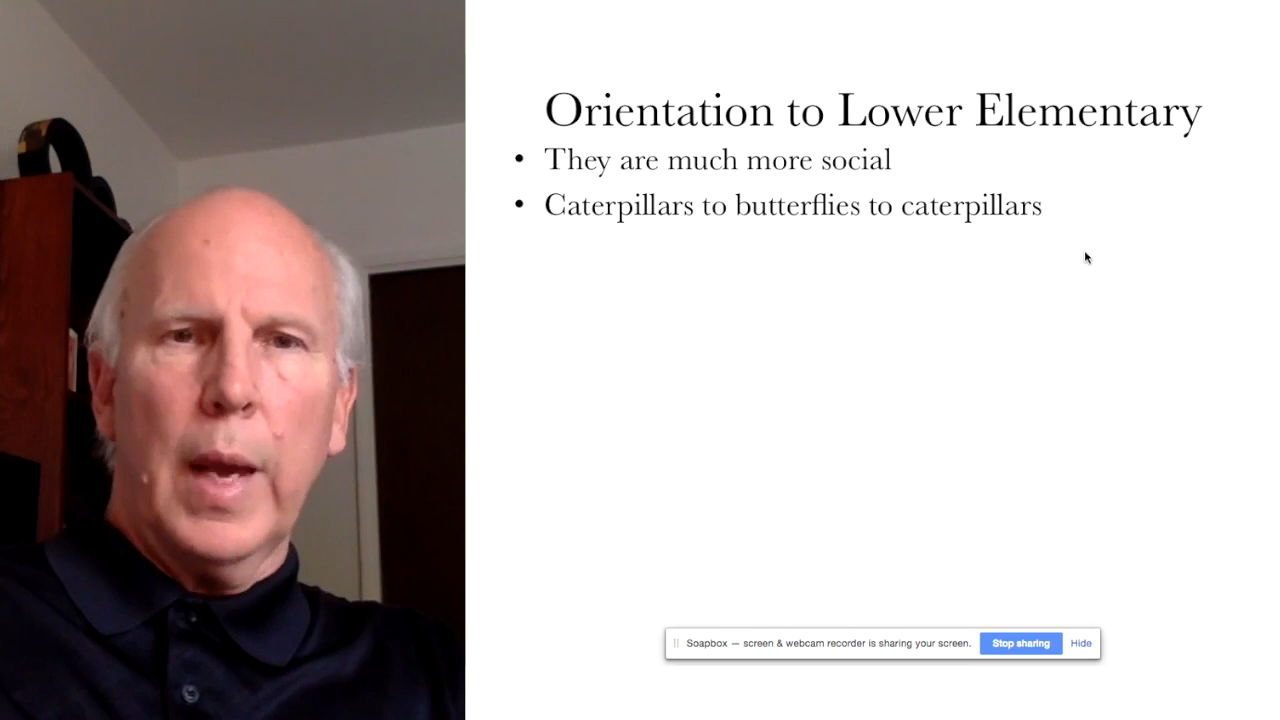 Orientation to Lower Elementary
• They are much more social
• Caterpillars to butterflies to caterpillars
Soapbox — screen & webcam recorder is sharing your screen. Stop sharing Hide